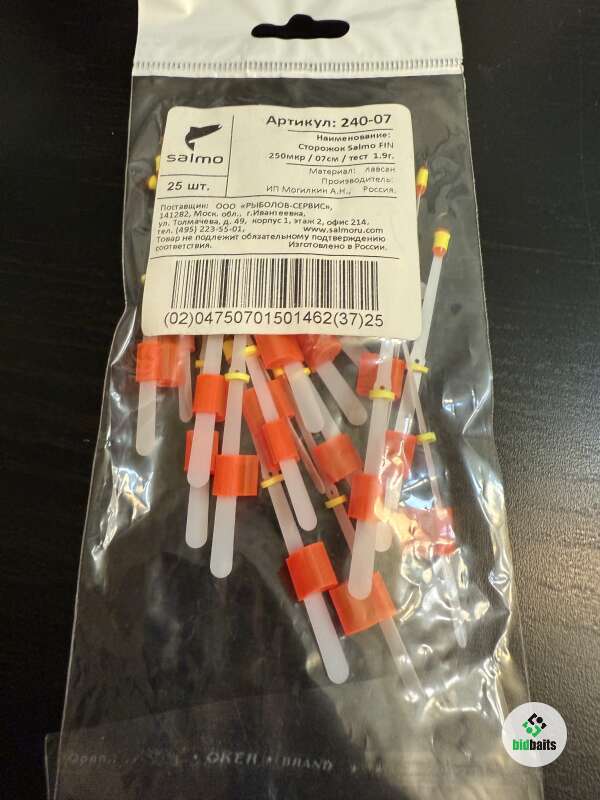 Артикул: 240-07
Наименование:
Сторожок Salmo FIN
250мкр / 07см / тест 1.9г.
salmo
25 шт.
Материал: лавсан
Производитель:
ИП Могилкин А.Н., Россия.
Поставщик: ООО «РЫБОЛОВ-СЕРВИС»,
141282, Моск. обл., г.Ивантеевка,
ул. Толмачева, д. 49, корпус 1, этаж 2, офис 214.
тел. (495) 223-55-01, www.salmoru.com
Товар не подлежит обязательному подтверждению
соответствия. Изготовлено в России.
(02)04750701501462(37)25
BRAND
bidbaits